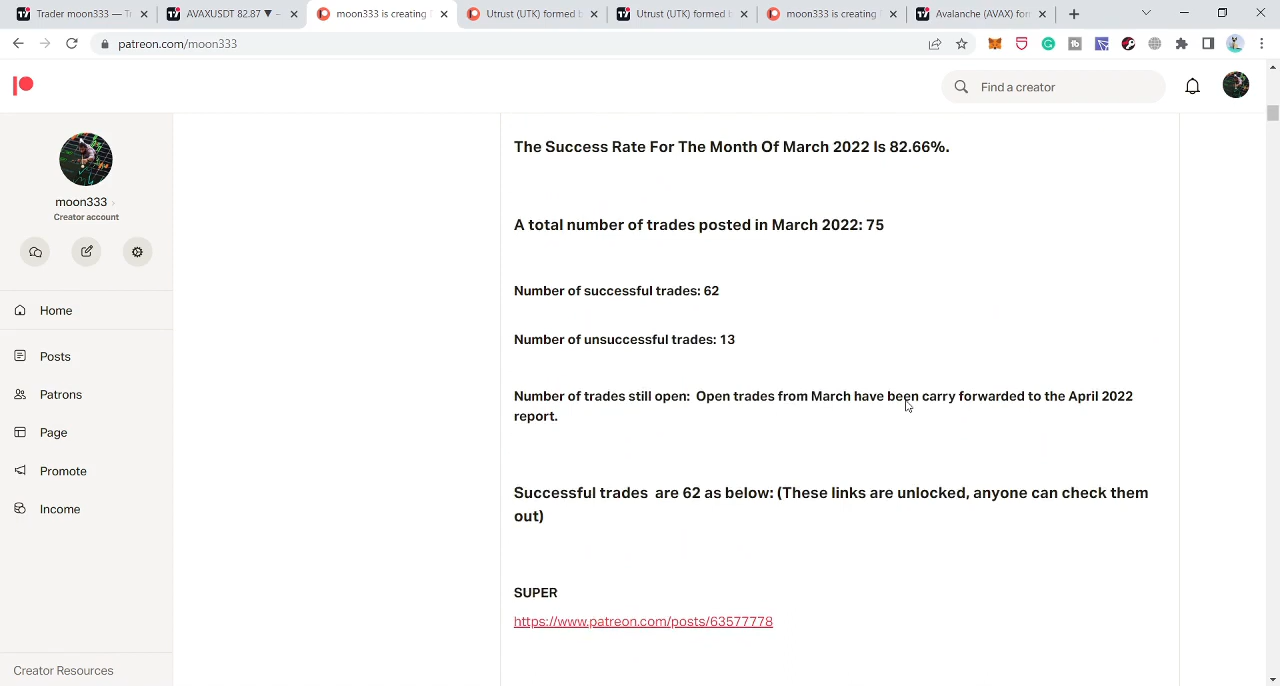 Trader moon333 — Tr
AVAXUSDT 82.87 ▼ −
moon333 is creating
Utrust (UTK) formed b
Utrust (UTK) formed b
moon333 is creating
Avalanche (AVAX) for
patreon.com/moon333
Find a creator
moon333
Creator account
Home
Posts
Patrons
Page
Promote
Income
Creator Resources
The Success Rate For The Month Of March 2022 Is 82.66%.
A total number of trades posted in March 2022: 75
Number of successful trades: 62
Number of unsuccessful trades: 13
Number of trades still open:  Open trades from March have been carry forwarded to the April 2022
report.
Successful trades  are 62 as below: (These links are unlocked, anyone can check them
out)
SUPER
https://www.patreon.com/posts/63577778